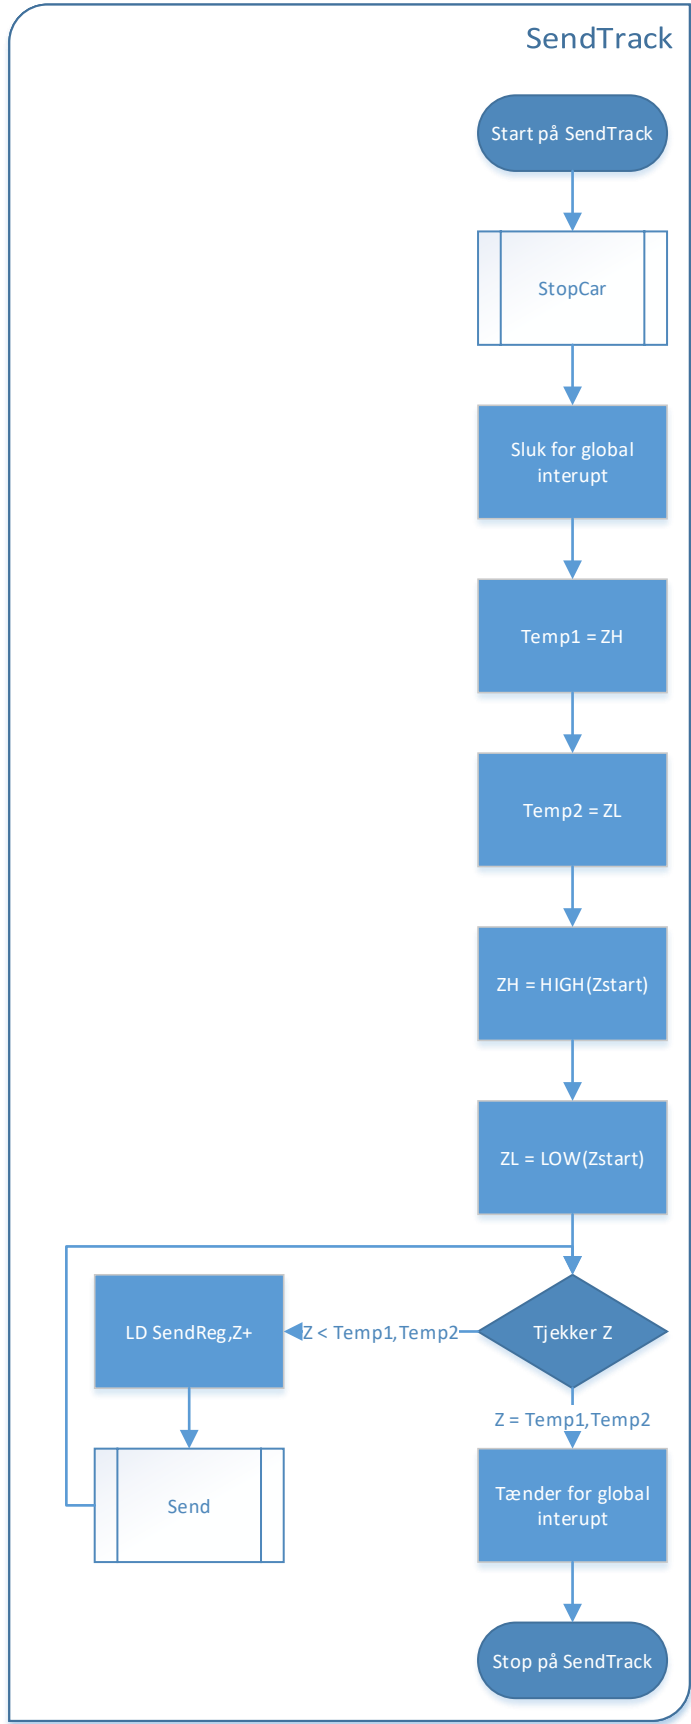 SendTrack
Start på SendTrack
StopCar
Sluk for global
interupt
Temp1 = ZH
Temp2 = ZL
ZH = HIGH(Zstart)
ZL = LOW(Zstart)
LD SendReg,Z+
Z < Temp1,Temp2
Tjekker Z
Z = Temp1,Temp2
Send
Tænder for global
interupt
Stop på SendTrack